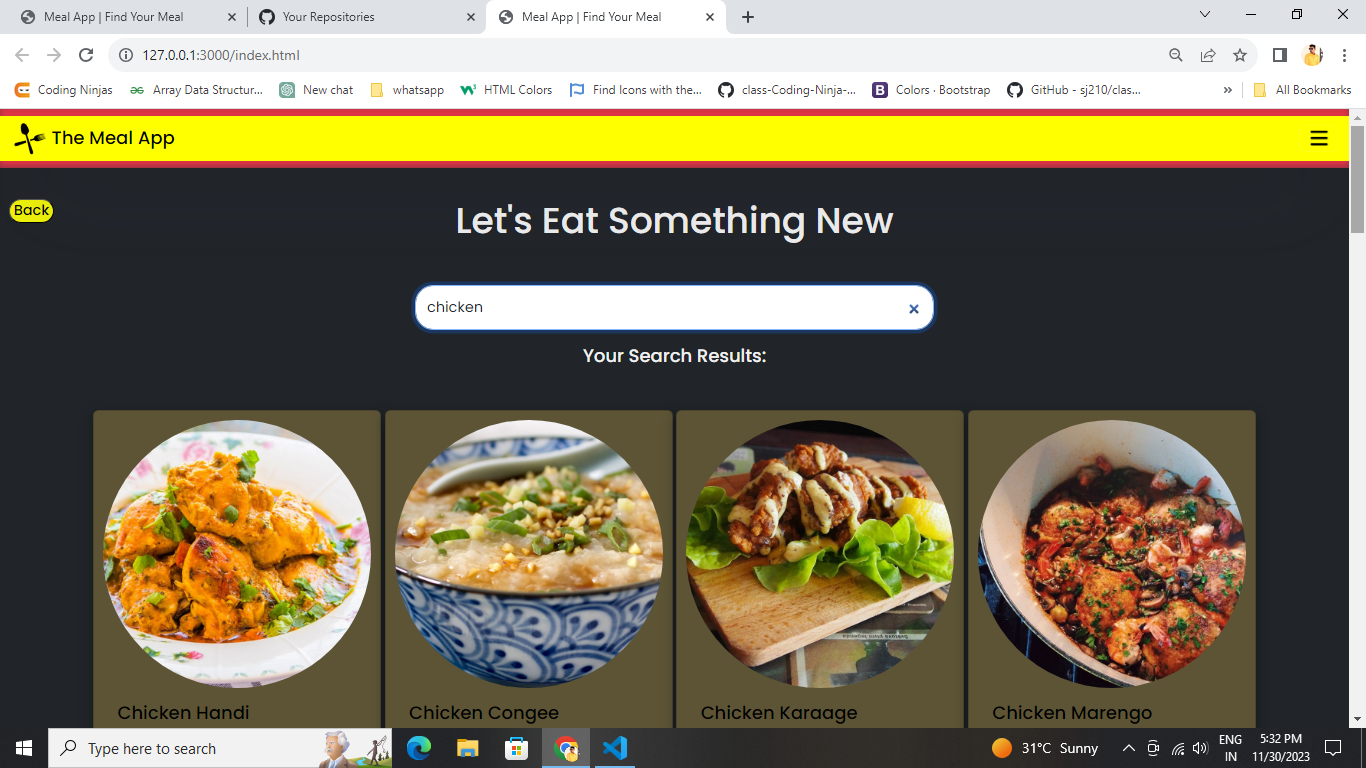 Meal App | Find Your Meal
Your Repositories
Meal App | Find Your Meal
127.0.0.1:3000/index.html
Coding Ninjas
Array Data Structur...
New chat
whatsapp
HTML Colors
Find Icons with the...
class-Coding-Ninja-...
Colors · Bootstrap
GitHub - sj210/clas...
»
All Bookmarks
The Meal App
Back
Let's Eat Something New
chicken
Your Search Results:
Chicken Handi
Chicken Congee
Chicken Karaage
Chicken Marengo
Type here to search
31°C Sunny
ENG
IN
5:32 PM
11/30/2023